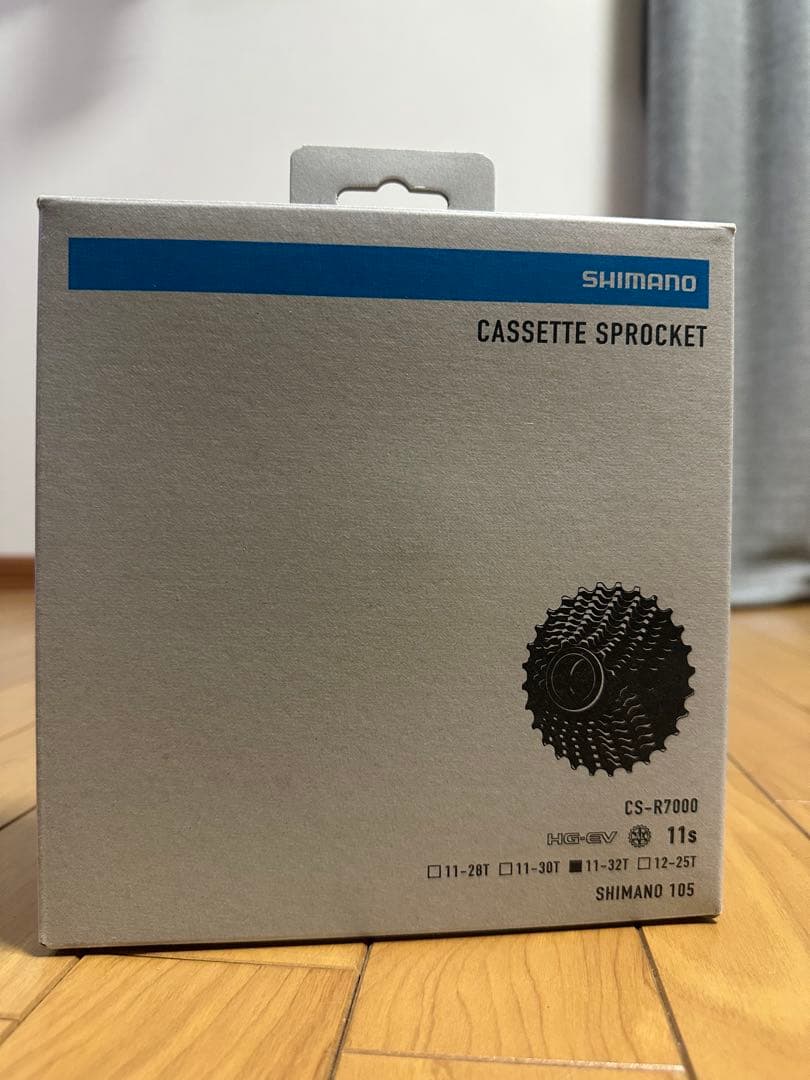 SHIMANO
CASSETTE SPROCKET
CS-R7000
HG-EV 11s
□11-28T □11-30T ■11-32T □12-25T
SHIMANO 105